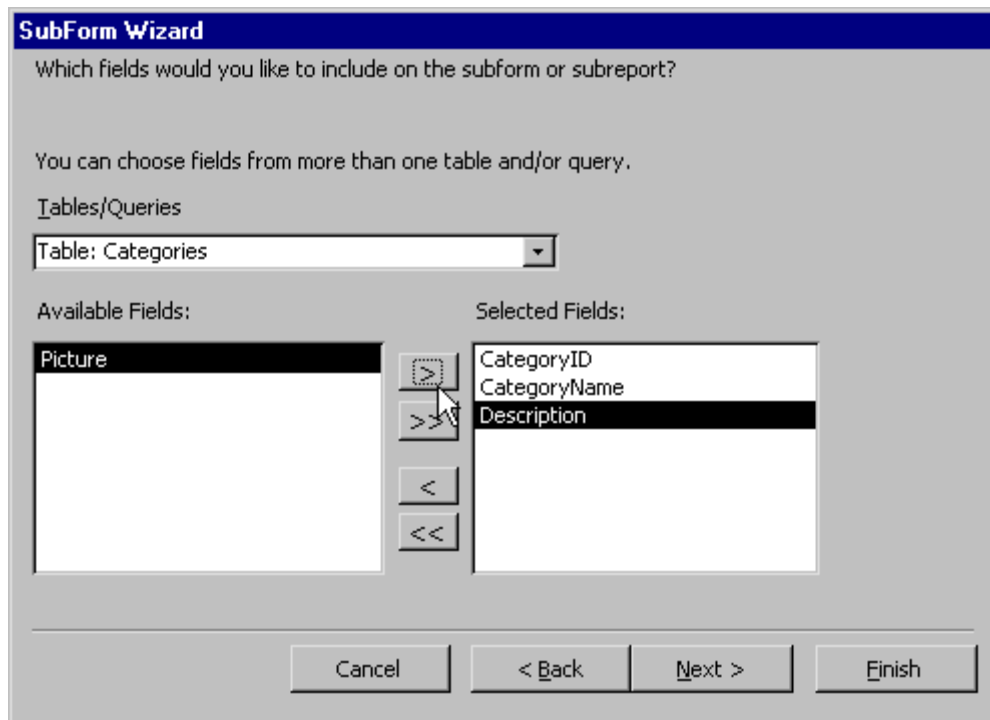 SubForm Wizard
Which fields would you like to include on the subform or subreport?
You can choose fields from more than one table and/or query.
Tables/Queries
Table: Categories
Available Fields:
Selected Fields:
Picture
>
CategoryID
CategoryName
>>
Description
<
<<
Cancel
< Back
Next >
Finish